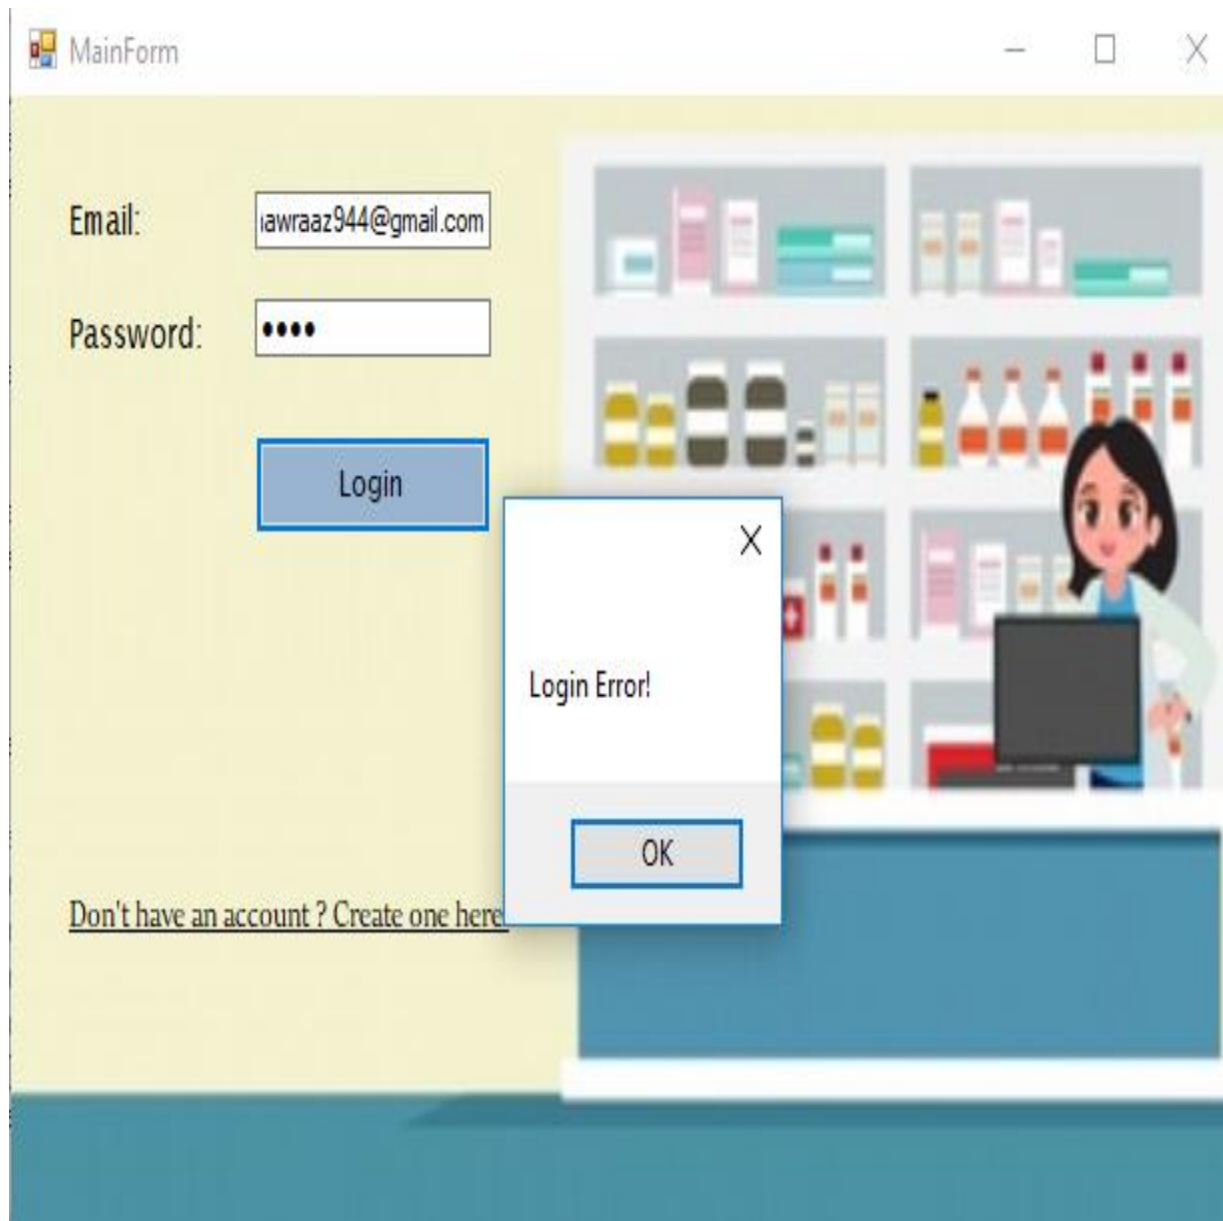 MainForm
Email:
awraaz944@gmail.com
Password:
Login
Login Error!
OK
Don't have an account ? Create one here